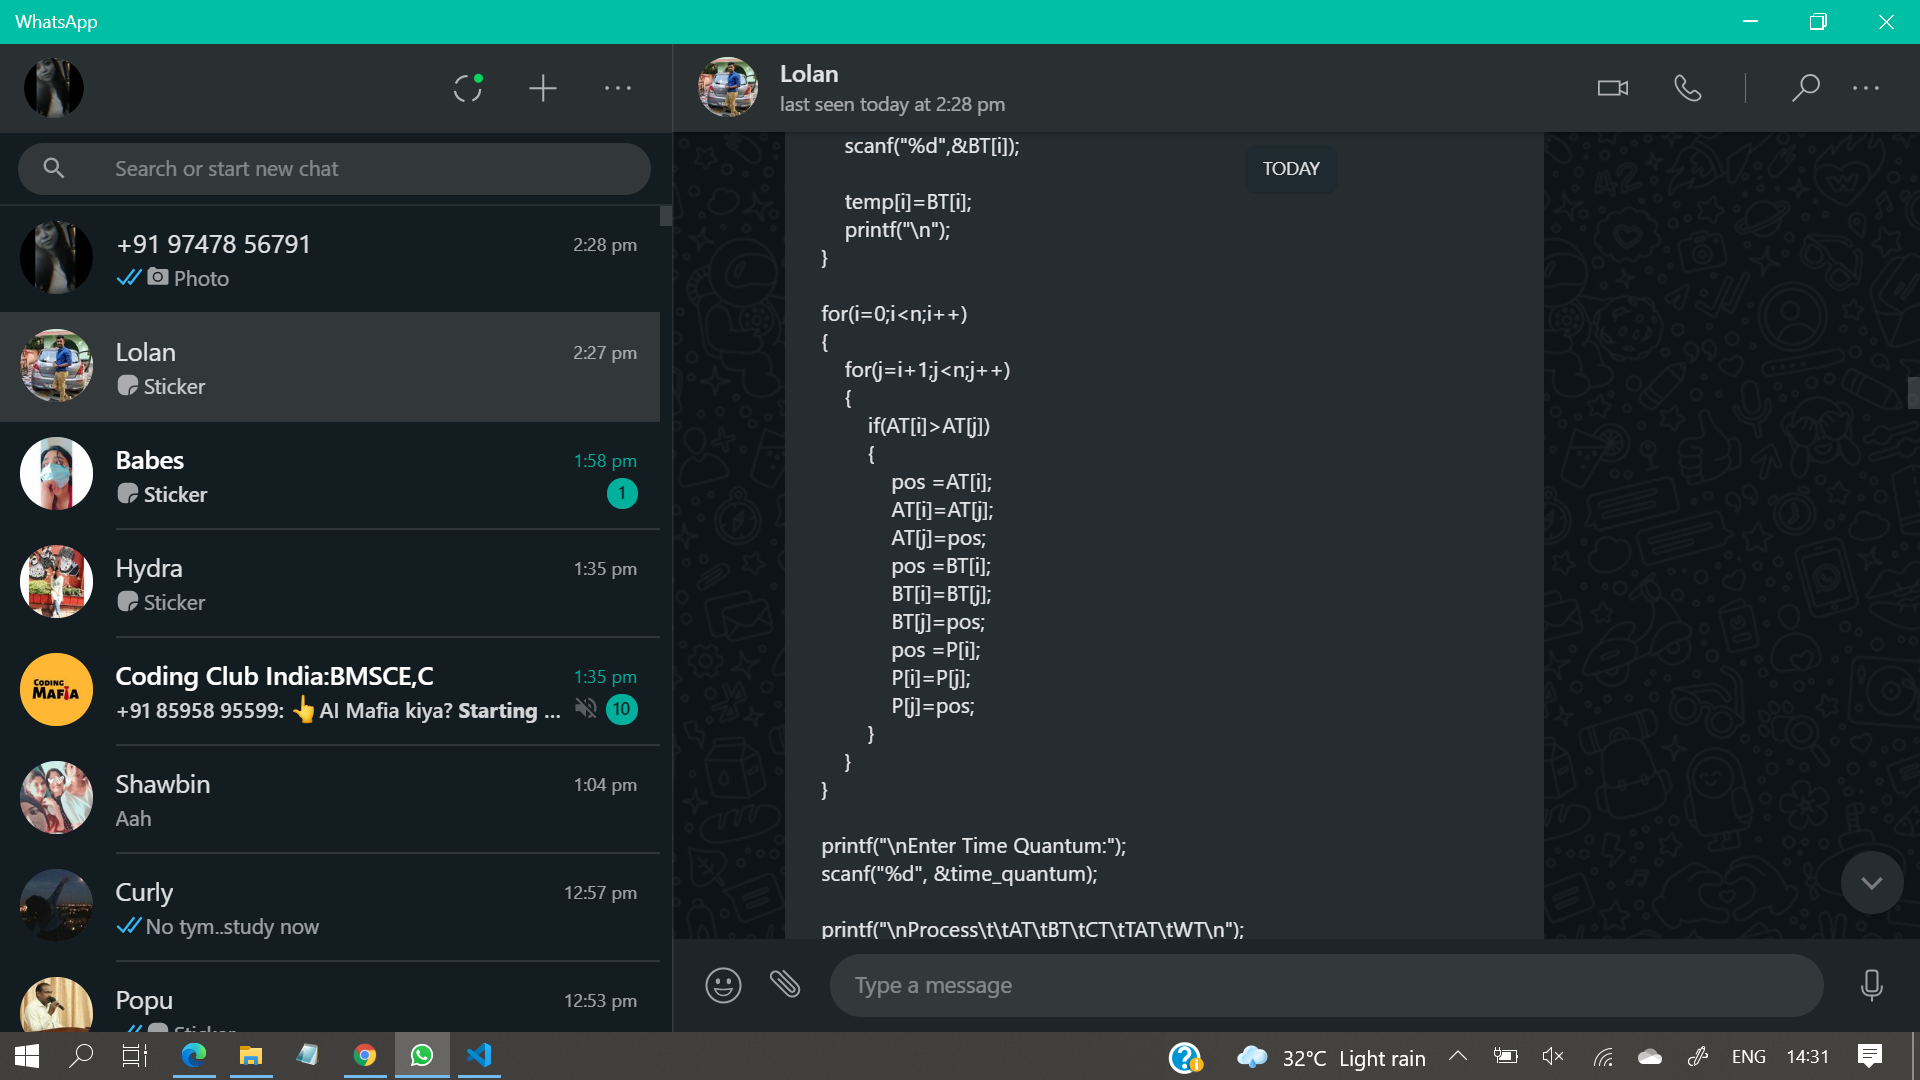 WhatsApp
Search or start new chat
+91 97478 56791
2:28 pm
Photo
Lolan
2:27 pm
Sticker
Babes
1:58 pm
Sticker
1
Hydra
1:35 pm
Sticker
CODING
MAFIA
Coding Club India:BMSCE,C
1:35 pm
+91 85958 95599: 👆AI Mafia kiya? Starting ...
10
Shawbin
1:04 pm
Aah
Curly
12:57 pm
No tym..study now
Popu
12:53 pm
Sticker
Lolan
last seen today at 2:28 pm
TODAY
scanf("%d",&BT[i]);
temp[i]=BT[i];
printf("\n");
}
for(i=0;i<n;i++)
{
for(j=i+1;j<n;j++)
{
if(AT[i]>AT[j])
{
pos =AT[i];
AT[i]=AT[j];
AT[j]=pos;
pos =BT[i];
BT[i]=BT[j];
BT[j]=pos;
pos =P[i];
P[i]=P[j];
P[j]=pos;
}
}
}
printf("\nEnter Time Quantum:");
scanf("%d", &time_quantum);
printf("\nProcess\t\tAT\tBT\tCT\tTAT\tWT\n");
Type a message
32°C Light rain
ENG
14:31